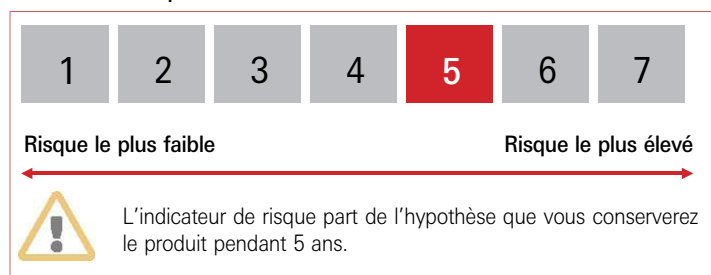 1 2 3 4 5 6 7
Risque le plus faible Risque le plus élevé
L'indicateur de risque part de l'hypothèse que vous conserverez
le produit pendant 5 ans.